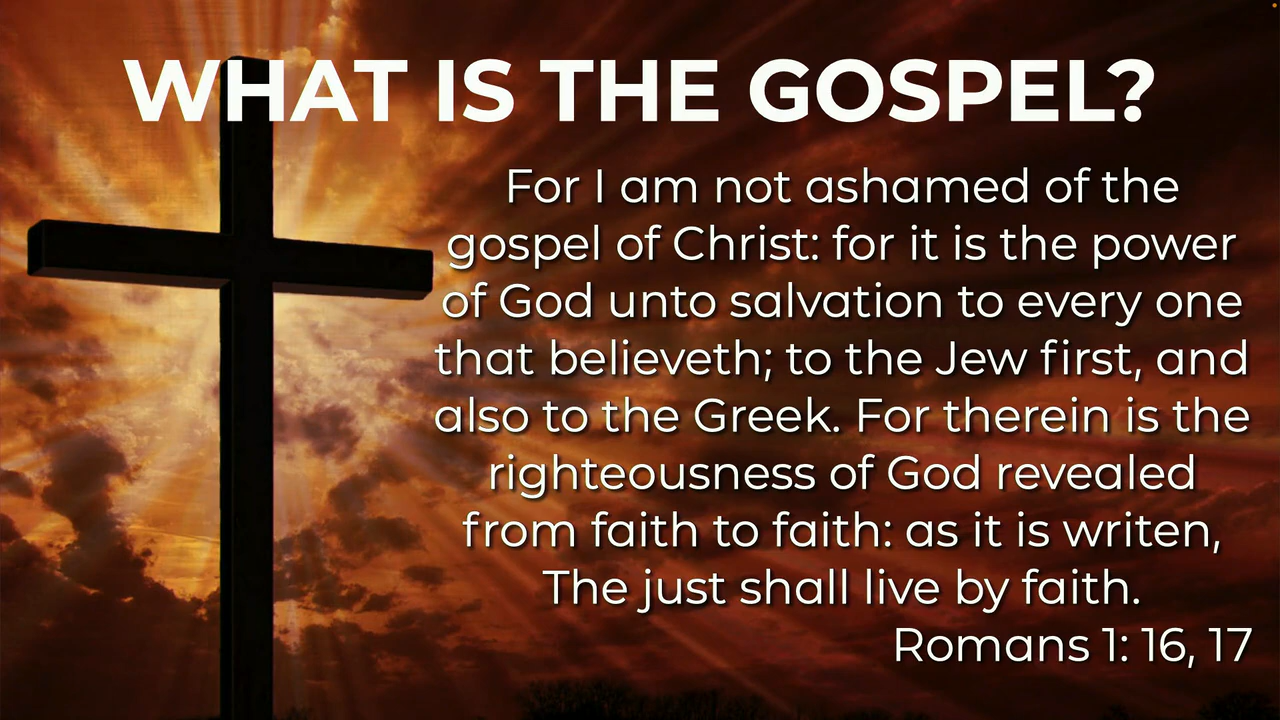 WHAT IS THE GOSPEL?
For I am not ashamed of the
gospel of Christ: for it is the power
of God unto salvation to every one
that believeth; to the Jew first, and
also to the Greek. For therein is the
righteousness of God revealed
from faith to faith: as it is writen,
The just shall live by faith.
Romans 1: 16, 17